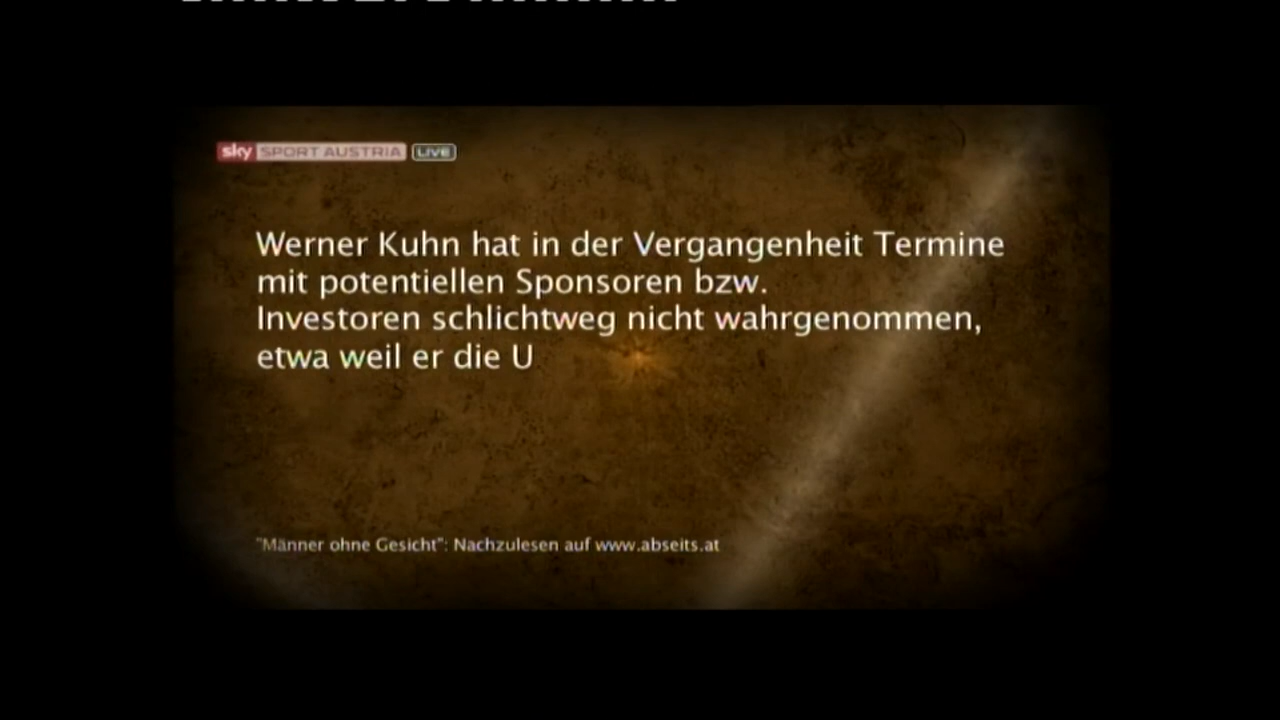 sky SPORT AUSTRIA LIVE
Werner Kuhn hat in der Vergangenheit Termine
mit potentiellen Sponsoren bzw.
Investoren schlichtweg nicht wahrgenommen,
etwa weil er die U
"Männer ohne Gesicht": Nachzulesen auf www.abseits.at